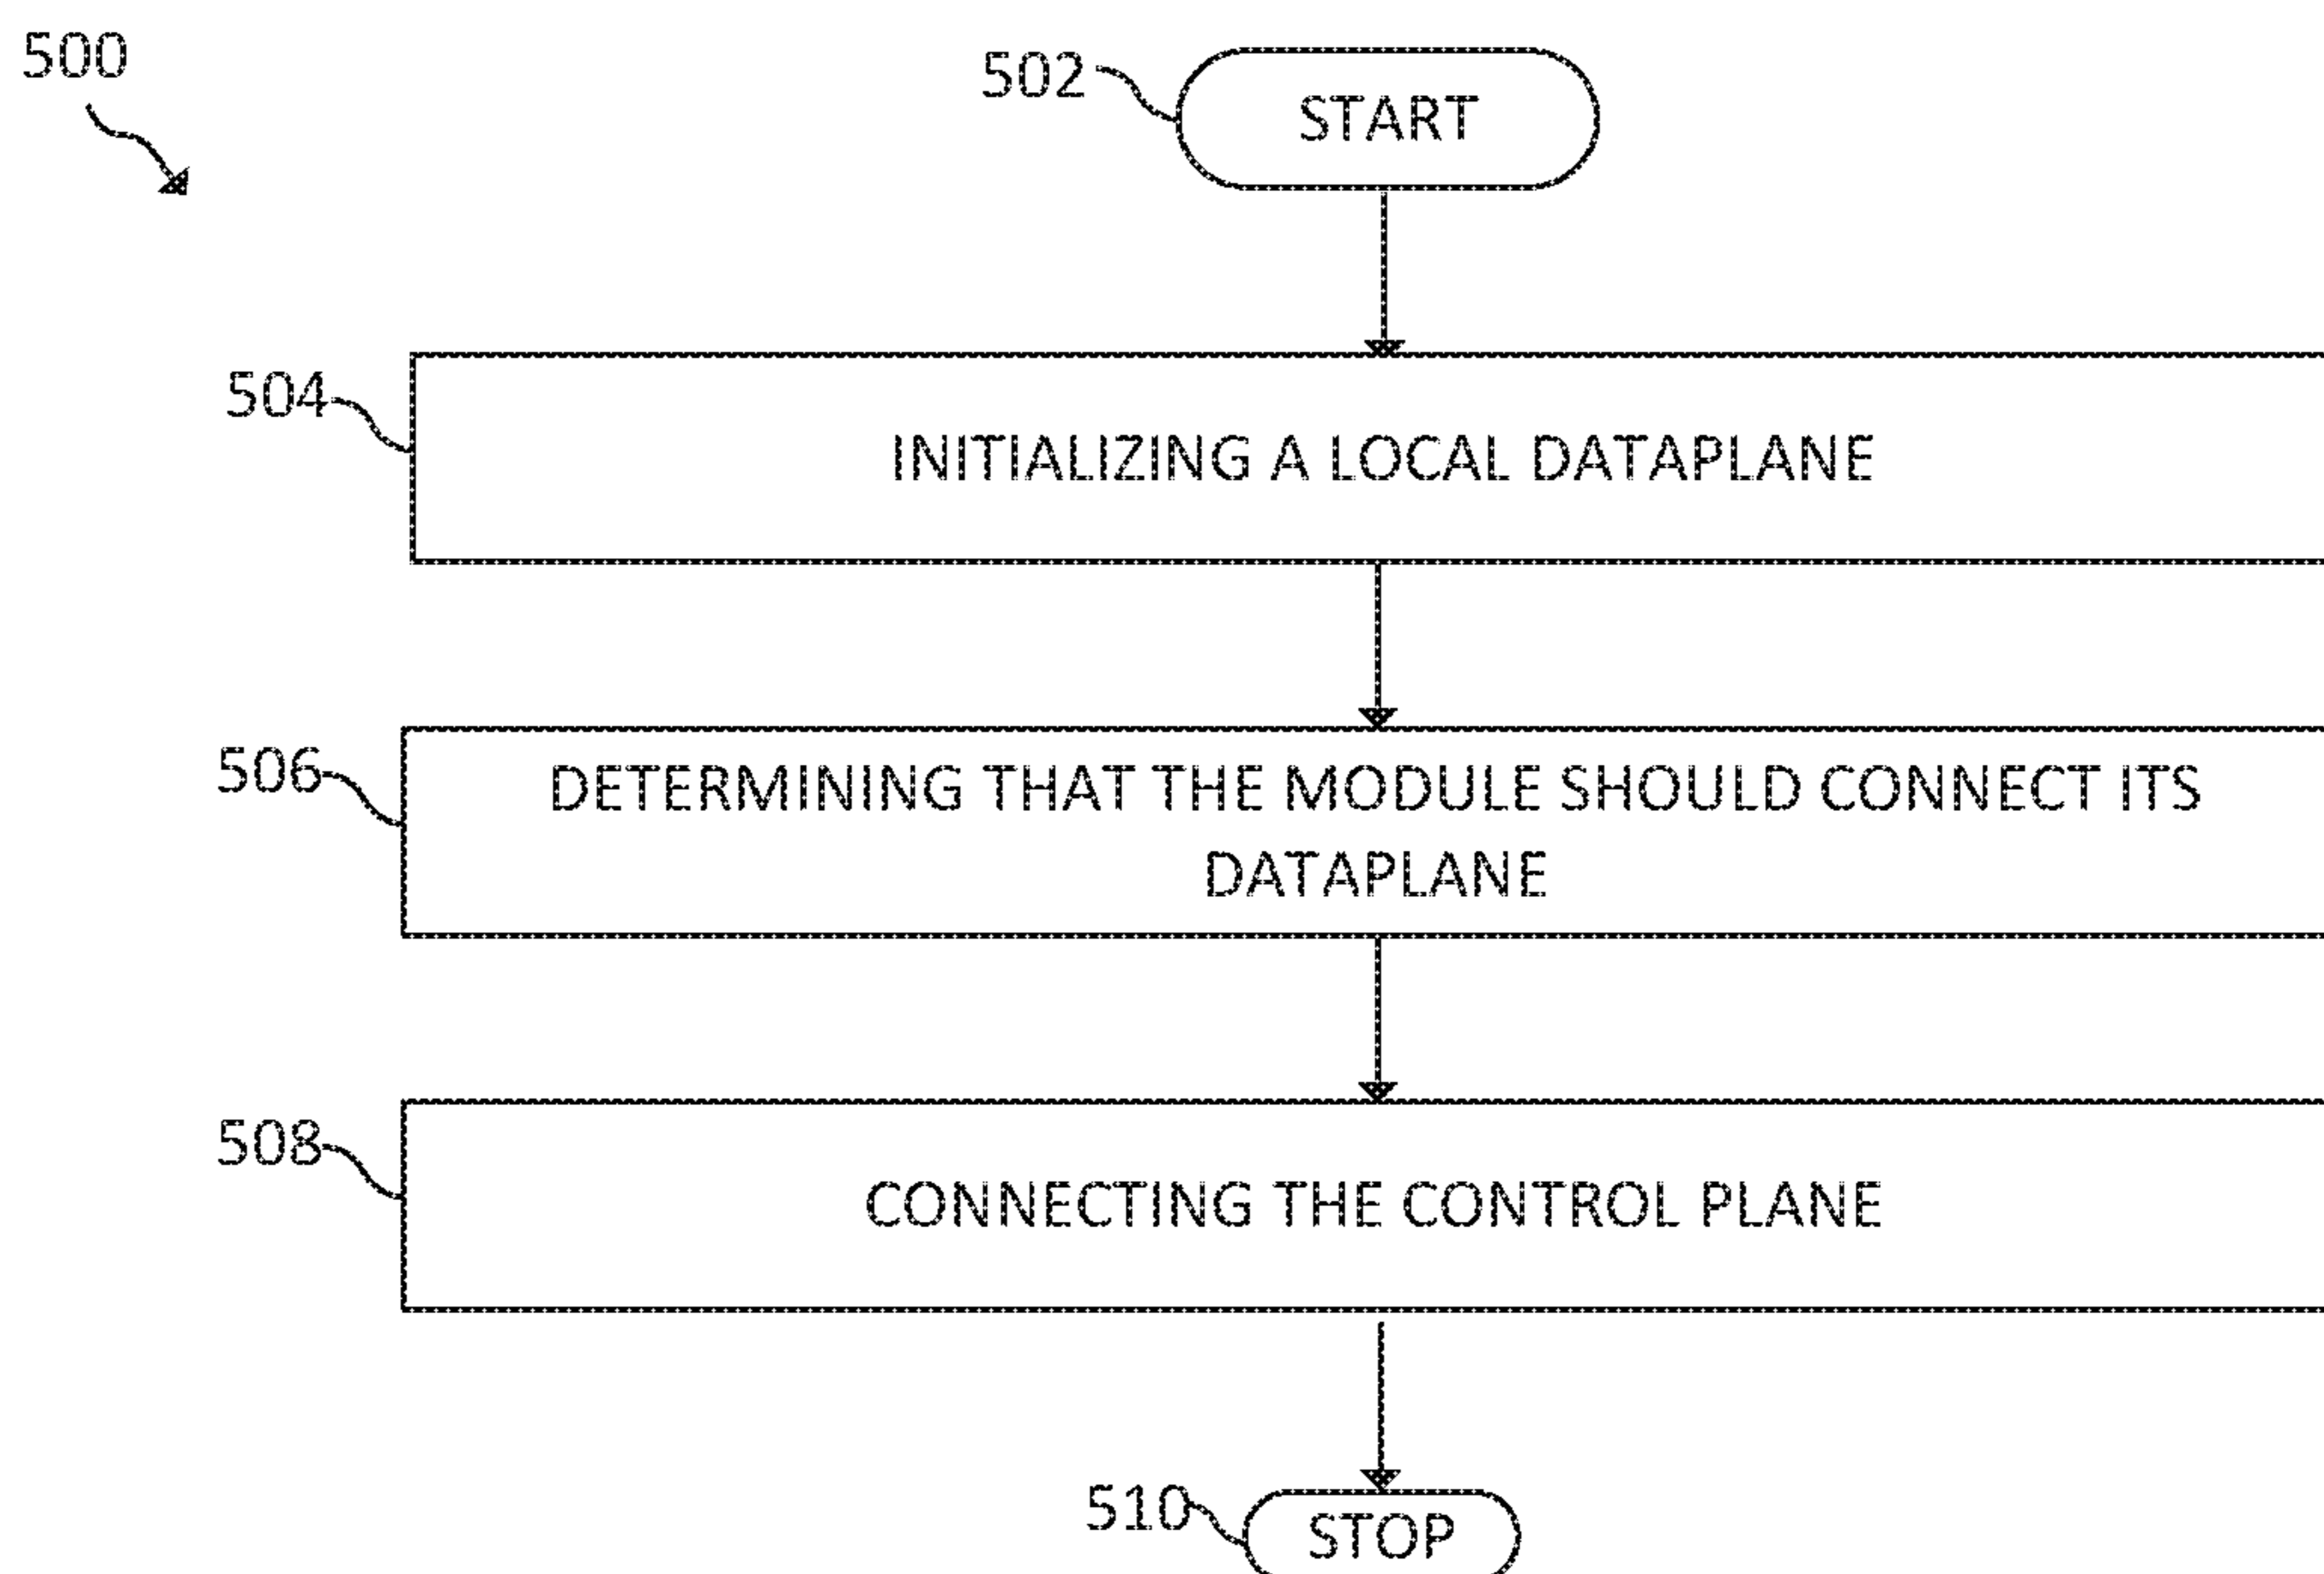 500
502
START
504
INITIALIZING A LOCAL DATAPLANE
506
DETERMINING THAT THE MODULE SHOULD CONNECT ITS
DATAPLANE
508
CONNECTING THE CONTROL PLANE
510
STOP